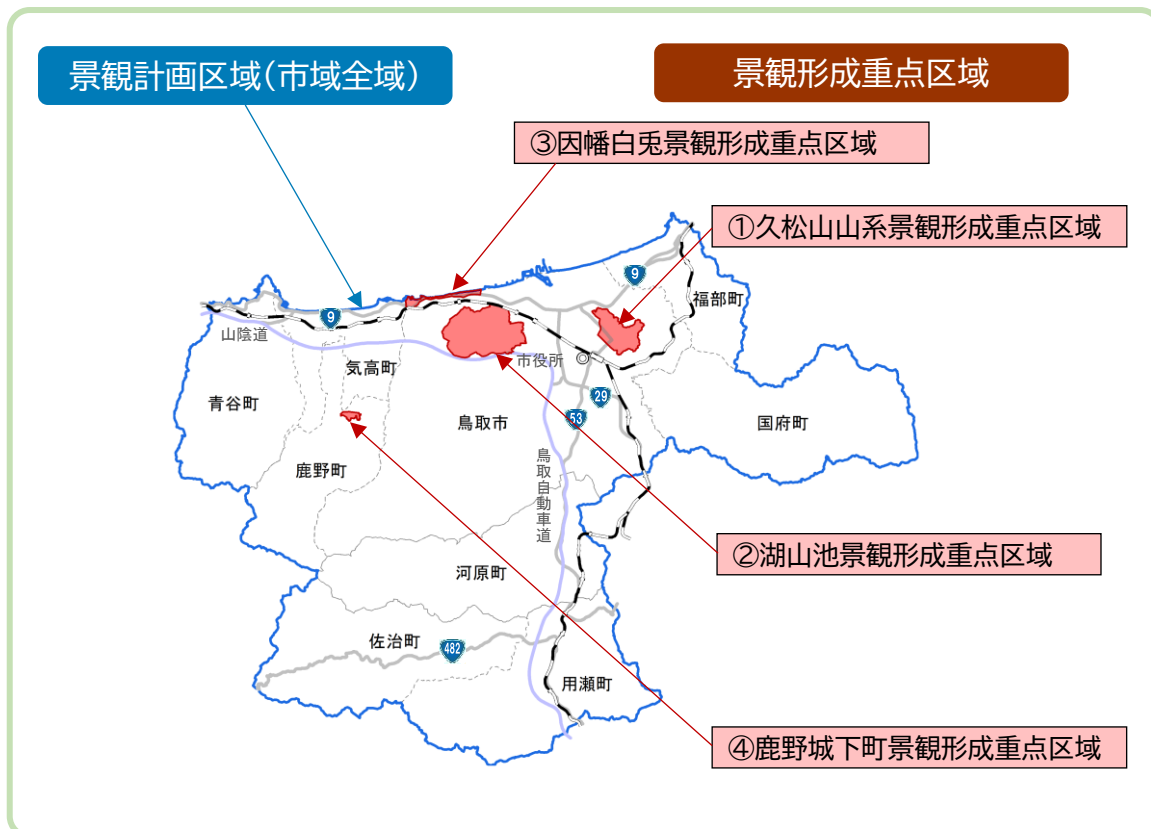 景観計画区域(市域全域)
景観形成重点区域
③因幡白兎景観形成重点区域
①久松山山系景観形成重点区域
9
福部町
9
山陰道
市役所
気高町
29
青谷町
鳥取市
53
国府町
鹿野町
鳥取自動車道
②湖山池景観形成重点区域
河原町
佐治町
482
用瀬町
④鹿野城下町景観形成重点区域